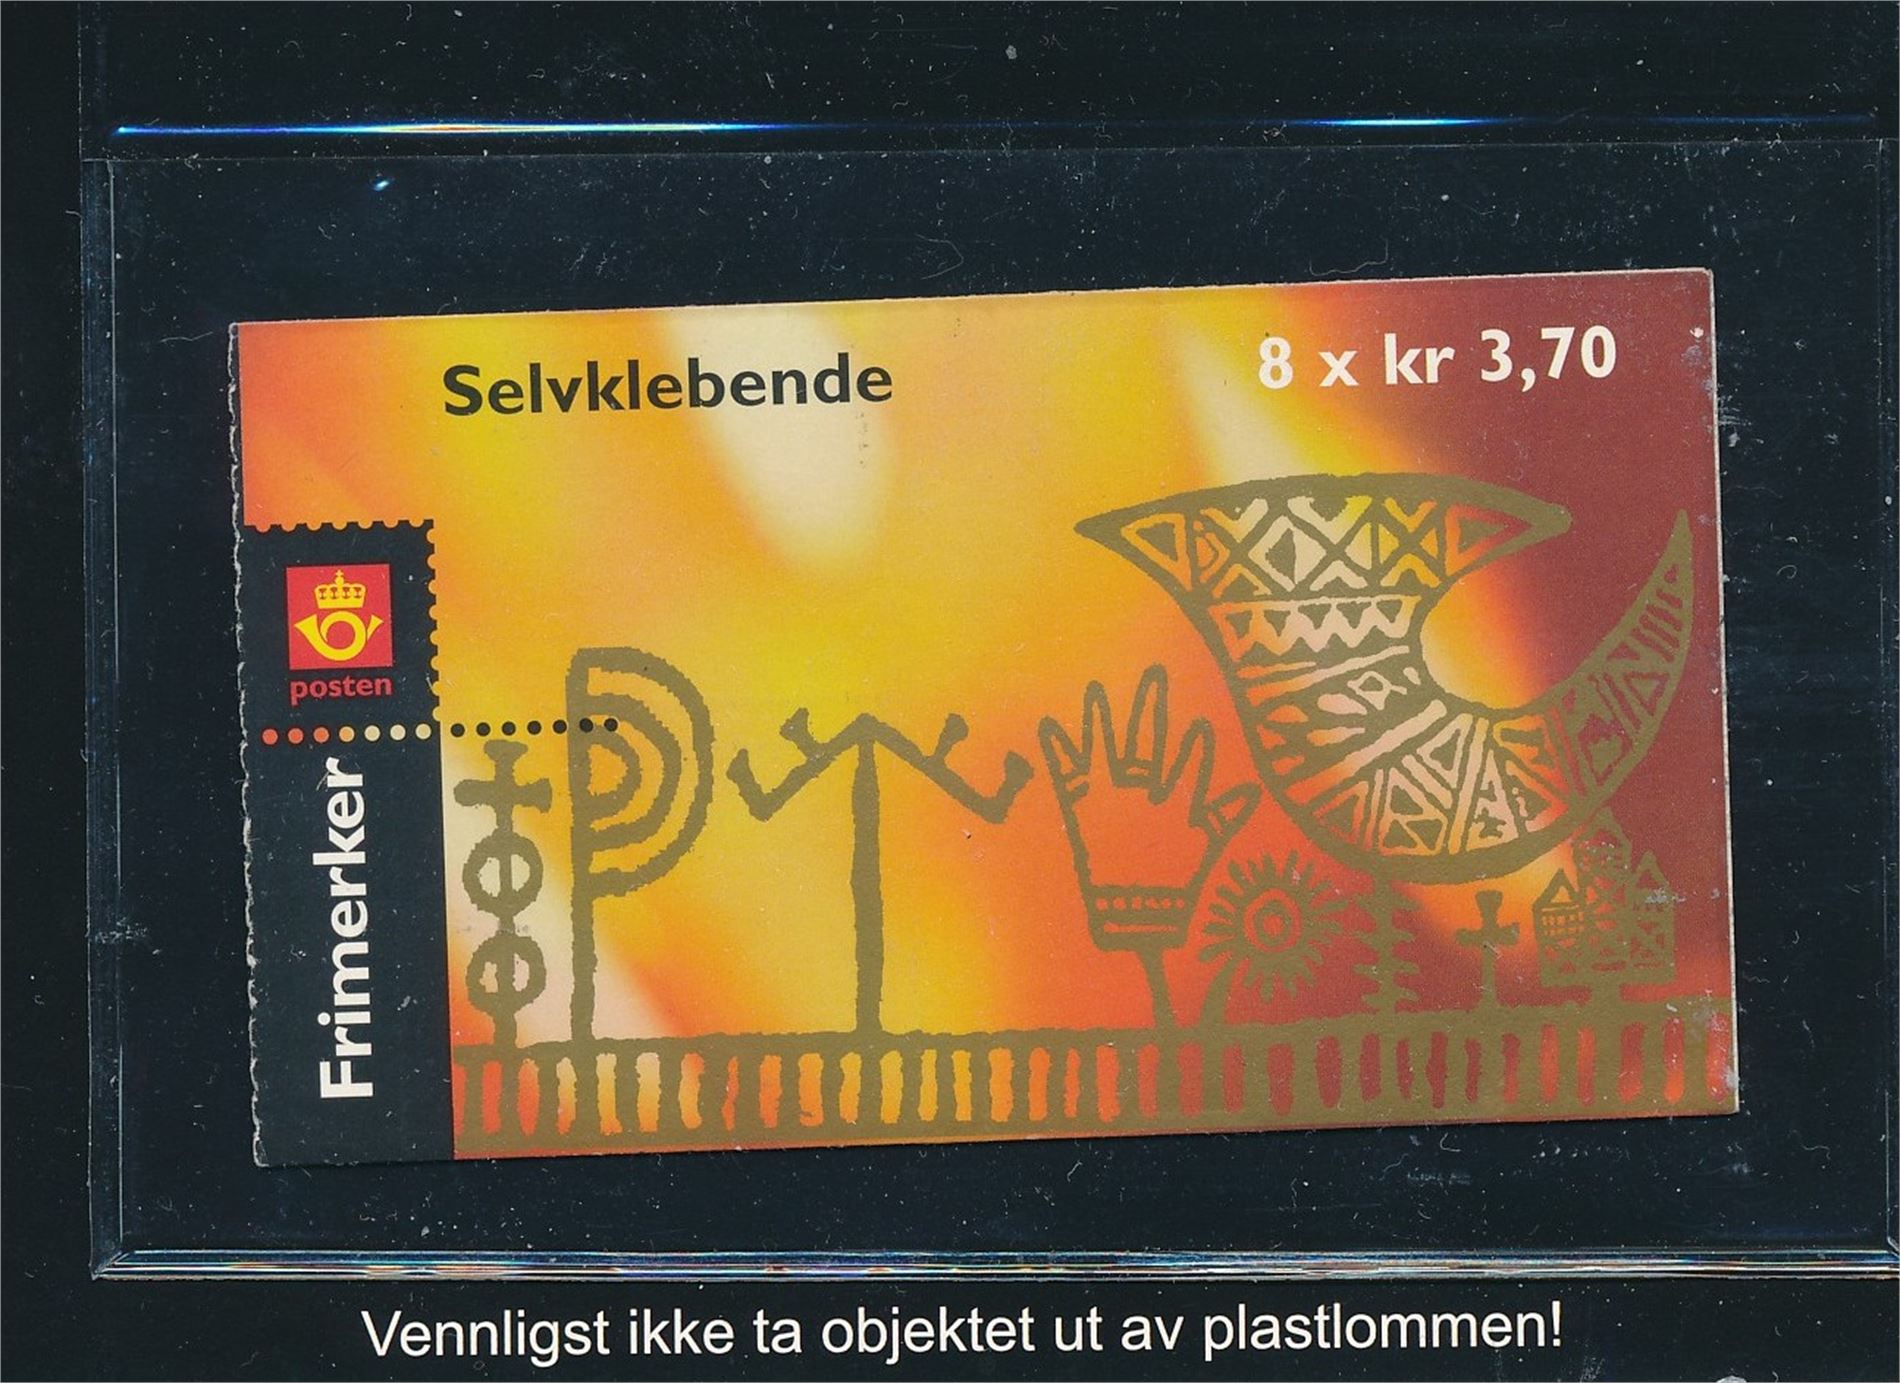 Selvklebende
8 x kr 3,70
posten
Frimerker
Vennligst ikke ta objektet ut av plastlommen!